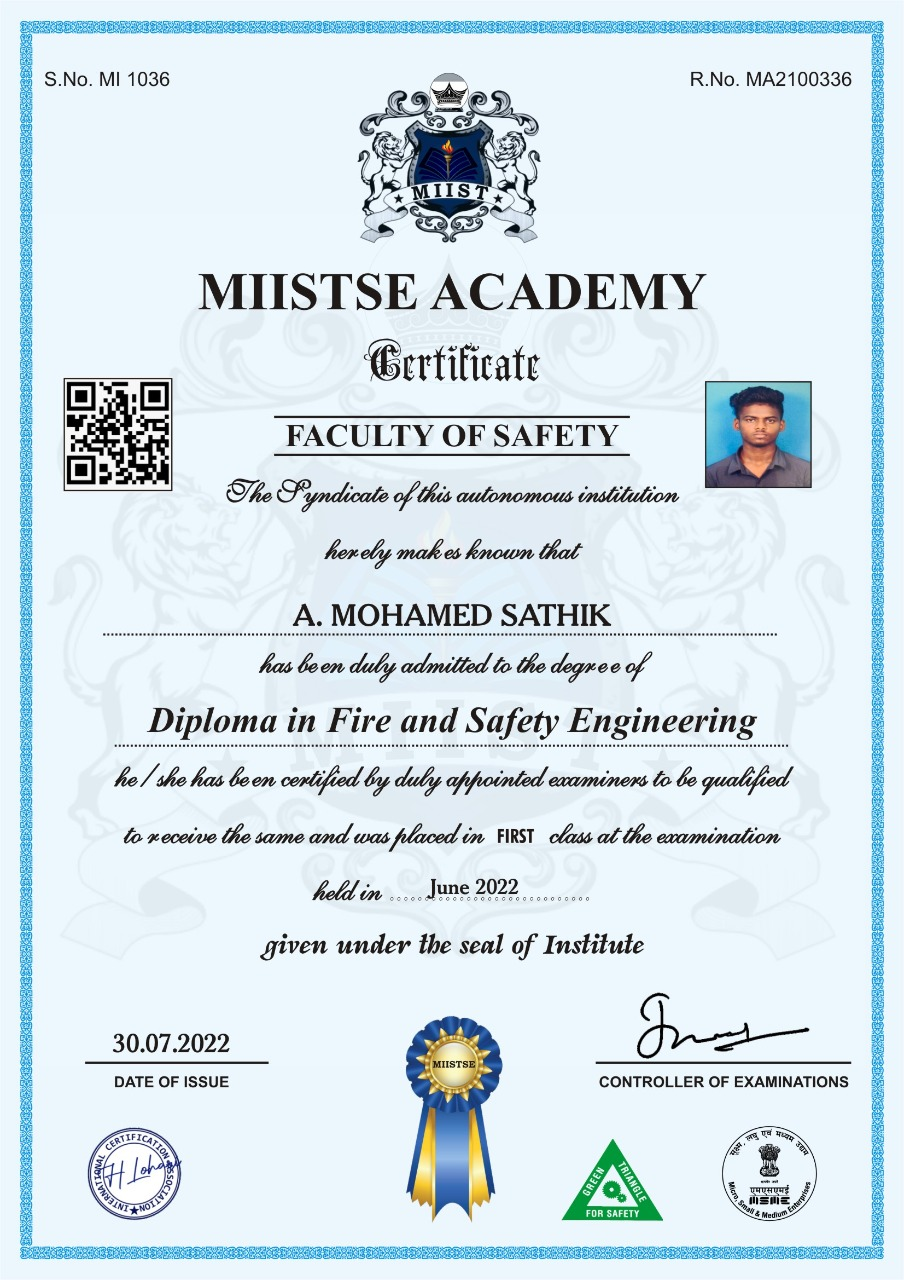 S.No. MI 1036
R.No. MA2100336
MIIST
MIISTSE ACADEMY
Certificate
FACULTY OF SAFETY
The Syndicate of this autonomous institution
herely makes known that
A. MOHAMED SATHIK
has been duly admitted to the degree of
Diploma in Fire and Safety Engineering
he / she has been certified by duly appointed examiners to be qualified
to receive the same and was placed in FIRST class at the examination
held in June 2022
given under the seal of Institute
30.07.2022
DATE OF ISSUE
MIISTSE
CONTROLLER OF EXAMINATIONS
INTERNATIONAL CERTIFICATION ASSOCIATION
GREEN TRIANGLE
FOR SAFETY
सूक्ष्म, लघु एवं मध्यम उद्यम
एमएसएमई
MSME
Micro, Small & Medium Enterprises